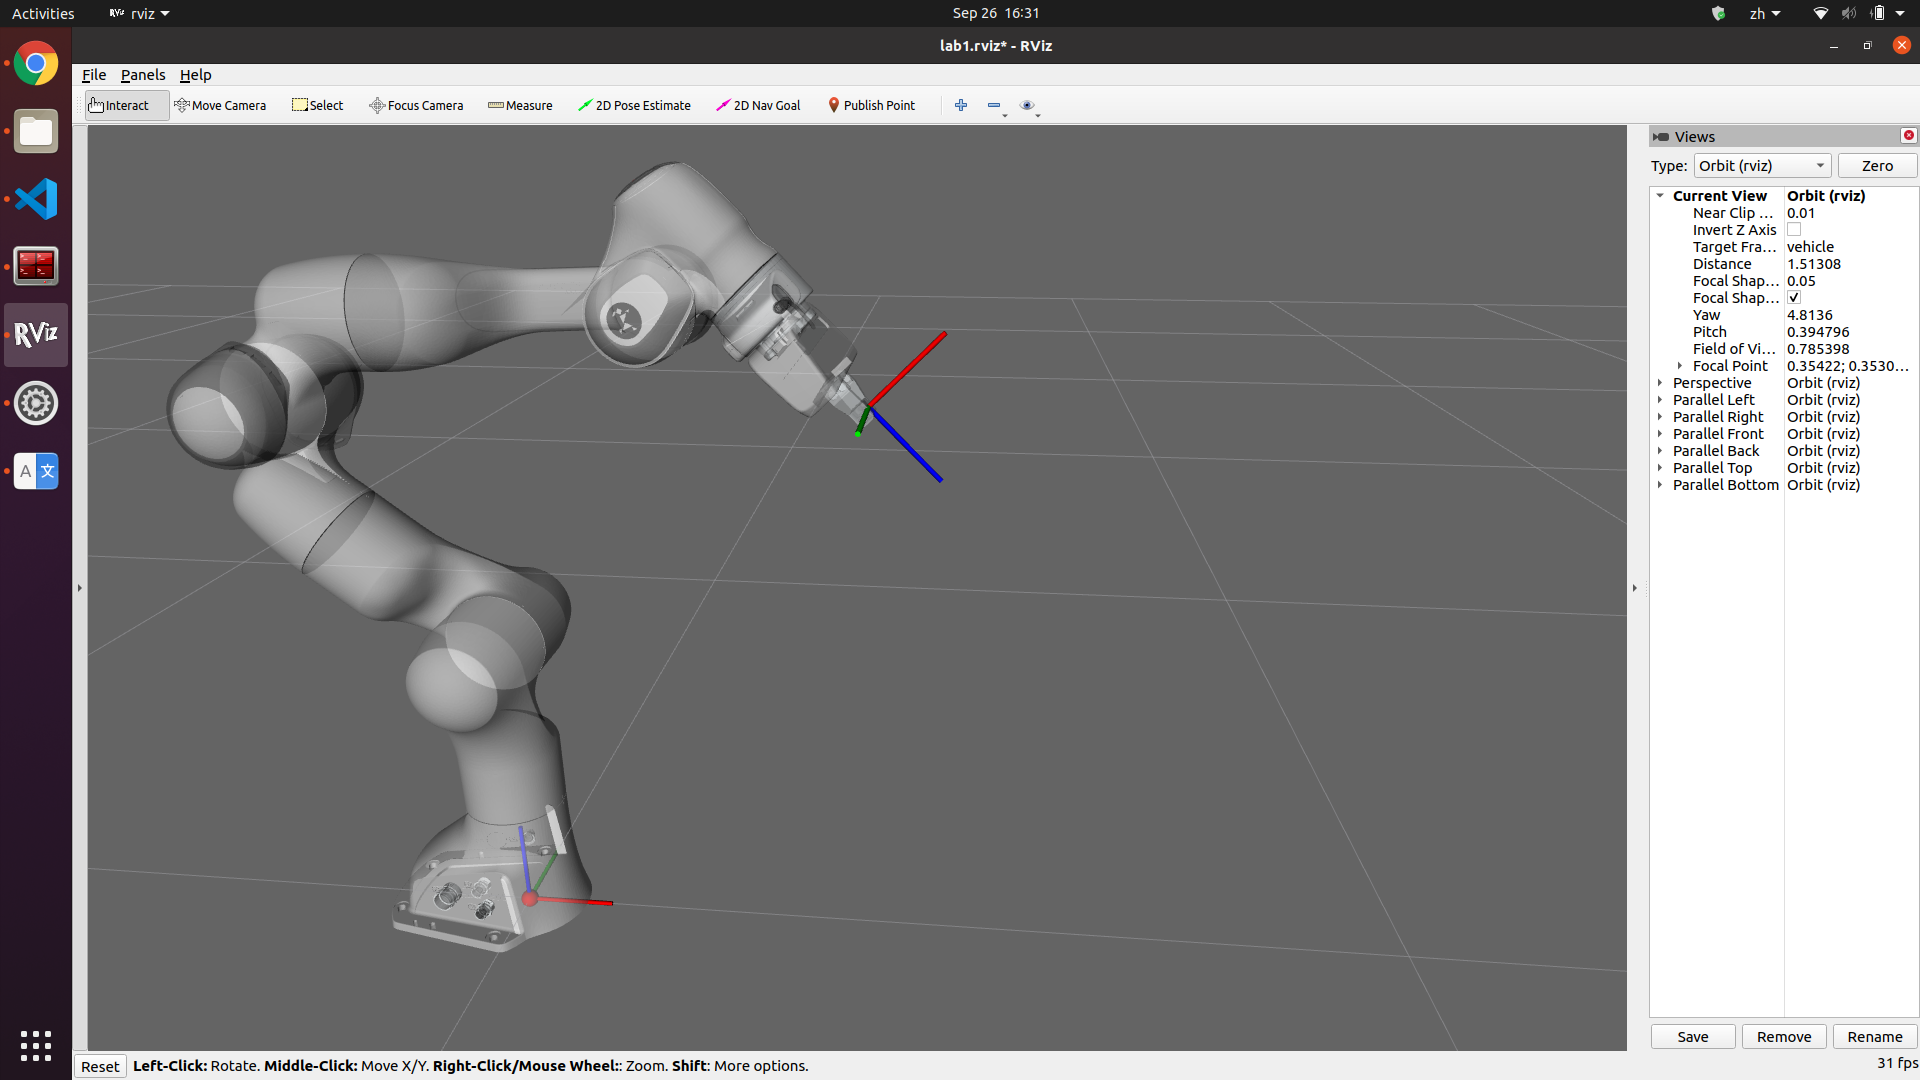 Activities
RViz rviz
Sep 26 16:31
zh
lab1.rviz* - RViz
File Panels Help
Interact Move Camera Select Focus Camera Measure 2D Pose Estimate 2D Nav Goal Publish Point
Views
Type: Orbit (rviz) Zero
Current View Orbit (rviz)
Near Clip … 0.01
Invert Z Axis
Target Fra… vehicle
Distance 1.51308
Focal Shap… 0.05
Focal Shap…
Yaw 4.8136
Pitch 0.394796
Field of Vi… 0.785398
Focal Point 0.35422; 0.3530…
Perspective Orbit (rviz)
Parallel Left Orbit (rviz)
Parallel Right Orbit (rviz)
Parallel Front Orbit (rviz)
Parallel Back Orbit (rviz)
Parallel Top Orbit (rviz)
Parallel Bottom Orbit (rviz)
RViz
A 文
Save Remove Rename
Reset Left-Click: Rotate. Middle-Click: Move X/Y. Right-Click/Mouse Wheel:: Zoom. Shift: More options.
31 fps